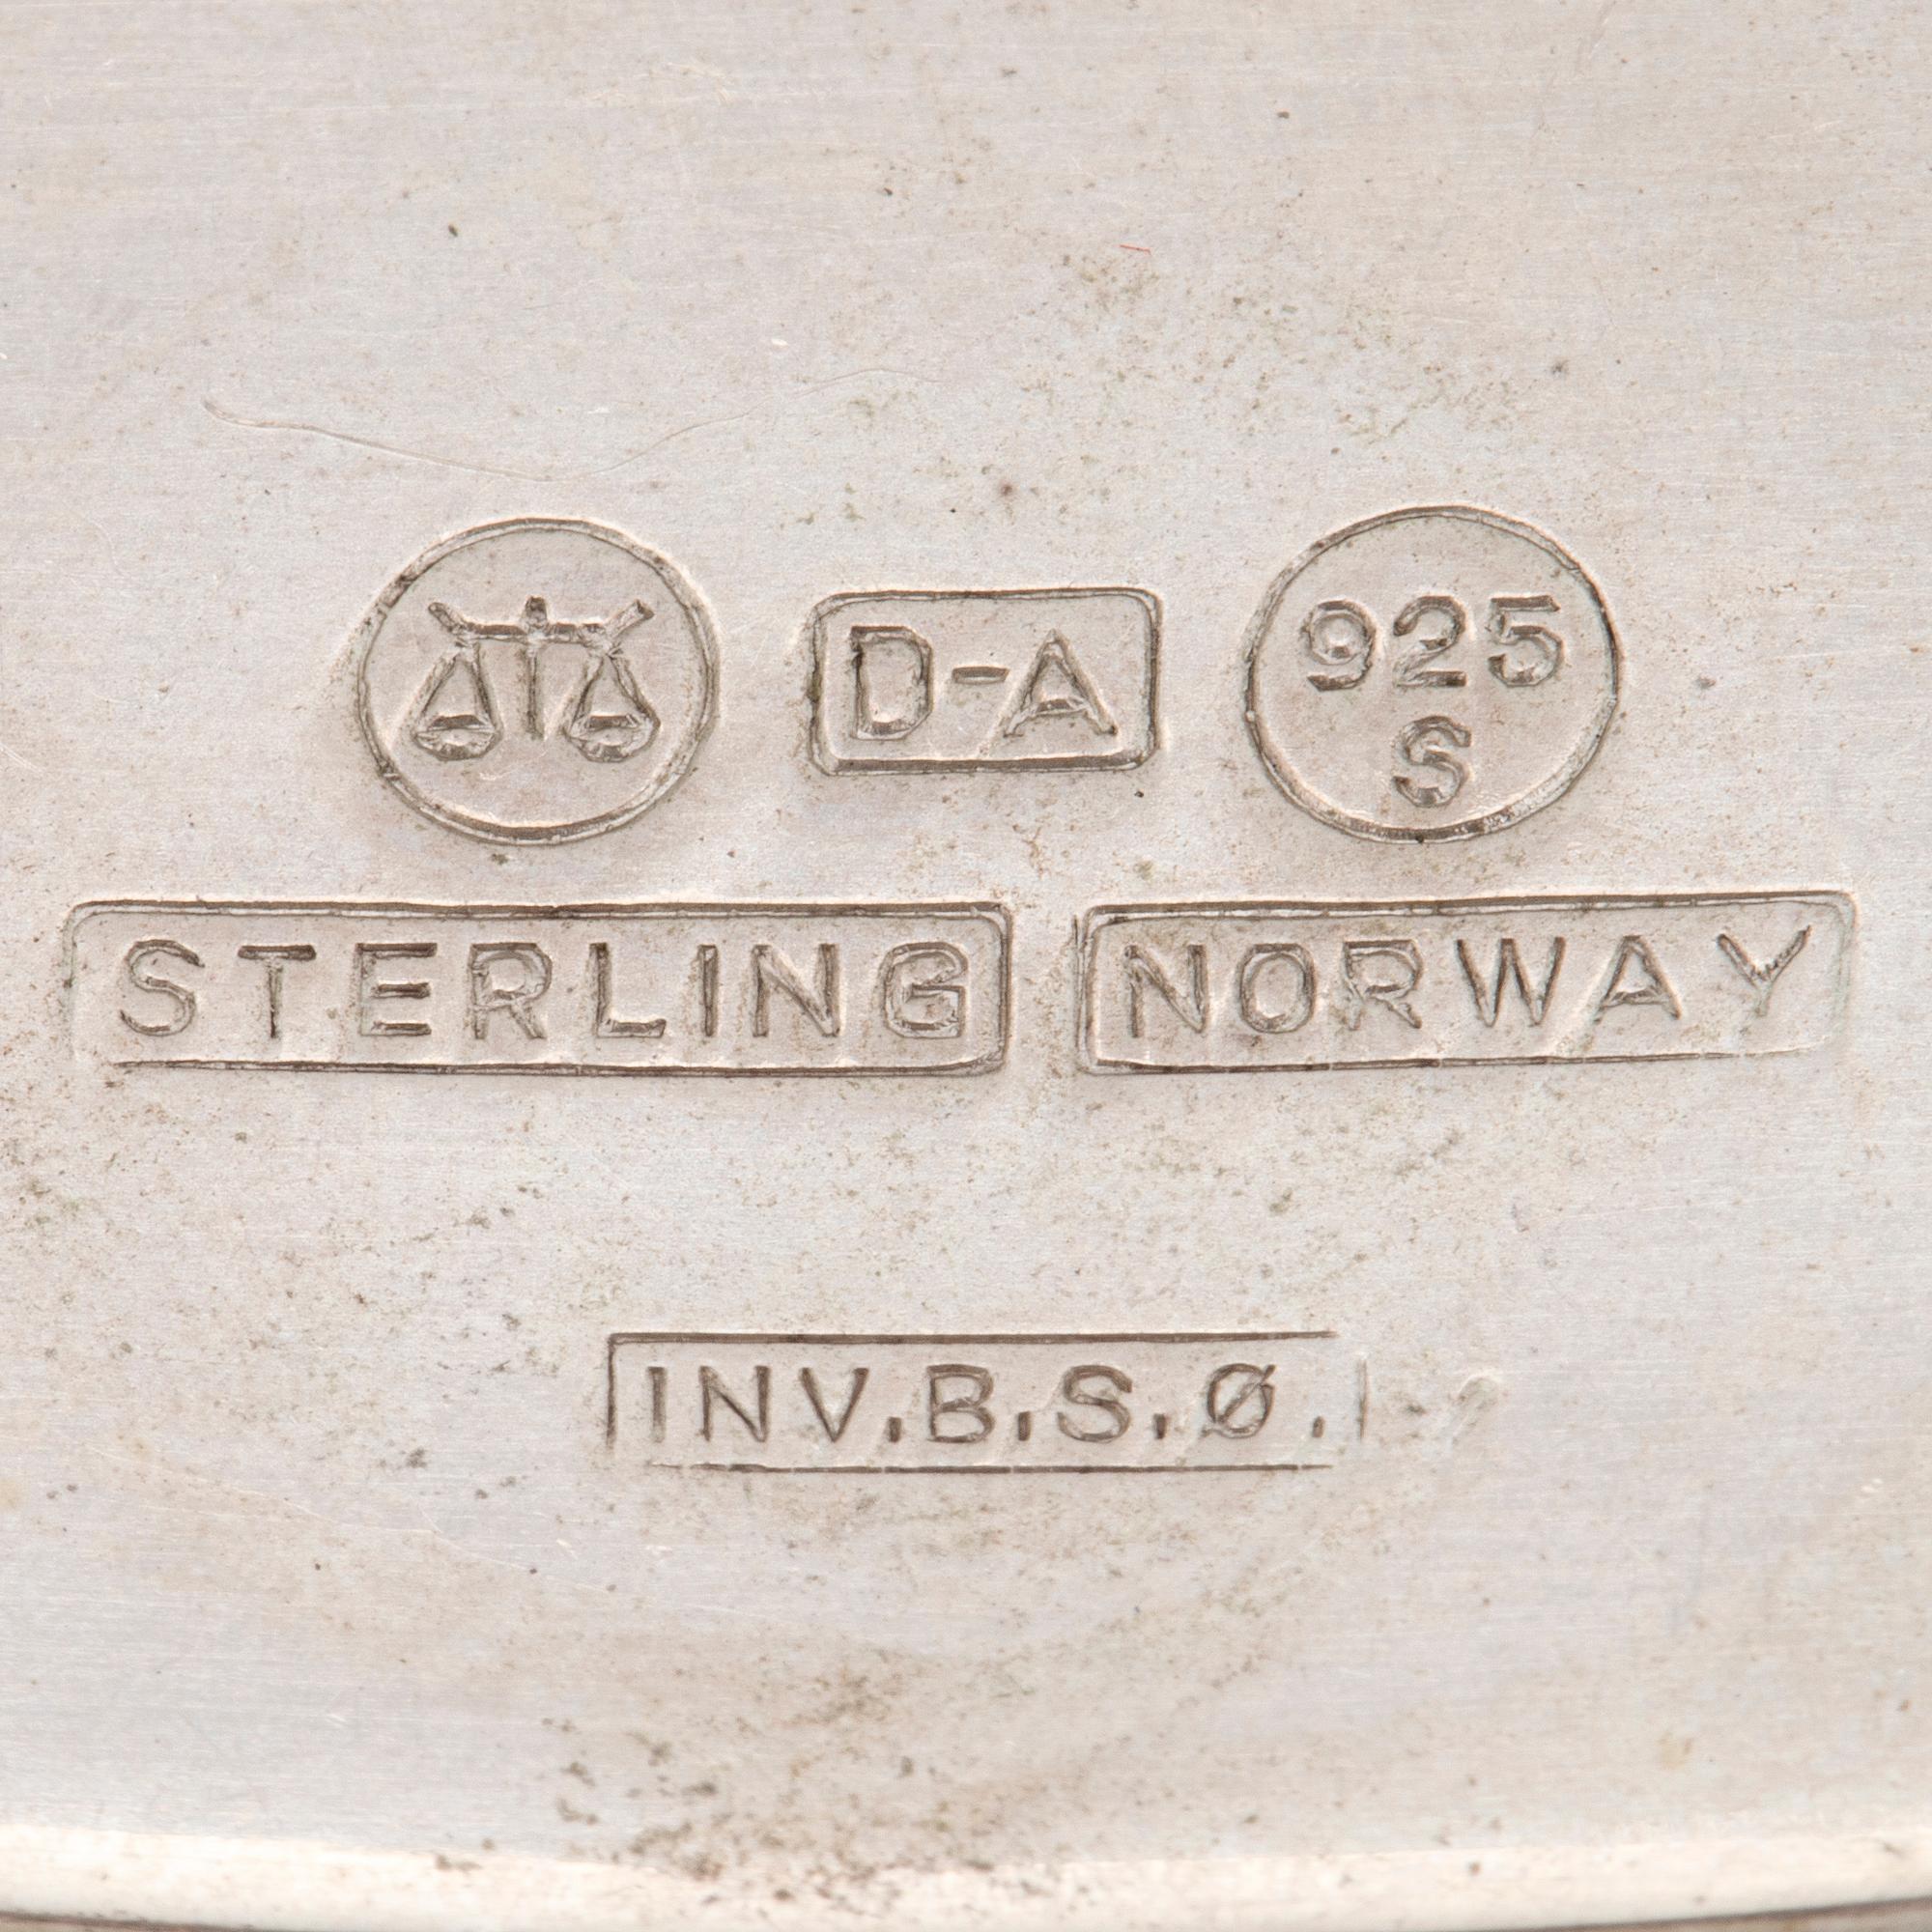 D-A 925 S
STERLING NORWAY
INV.B.S.Ø.